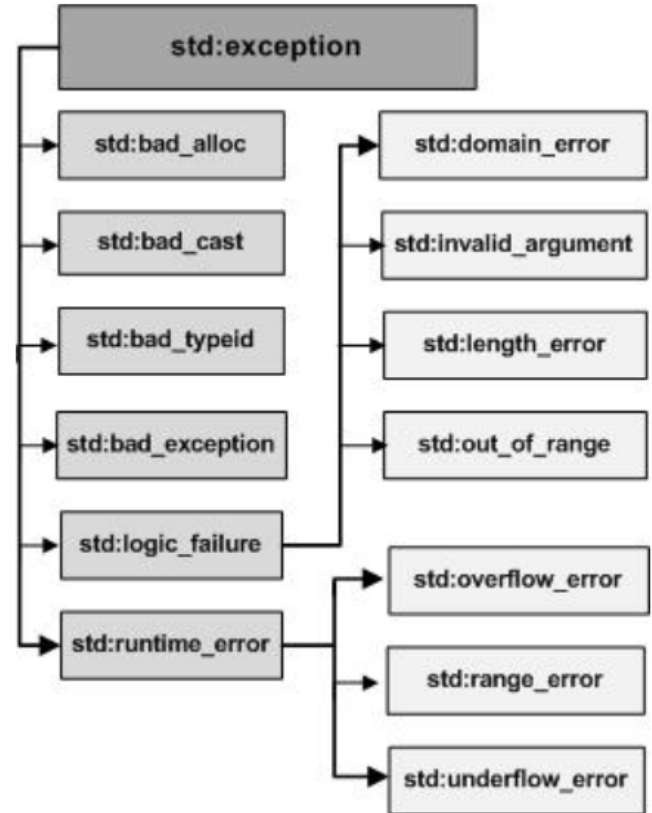 std:exception
std:bad_alloc
std:bad_cast
std:bad_typeid
std:bad_exception
std:logic_failure
std:runtime_error
std:domain_error
std:invalid_argument
std:length_error
std:out_of_range
std:overflow_error
std:range_error
std:underflow_error